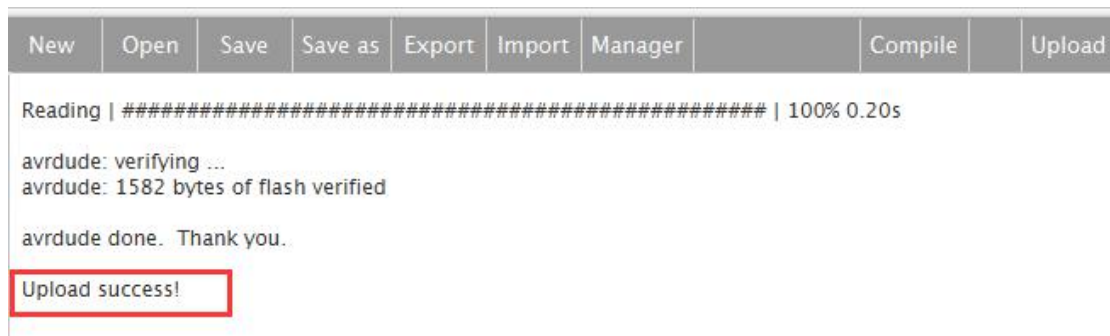 New Open Save Save as Export Import Manager Compile Upload
Reading | ################################################## | 100% 0.20s
avrdude: verifying ...
avrdude: 1582 bytes of flash verified
avrdude done.  Thank you.
Upload success!